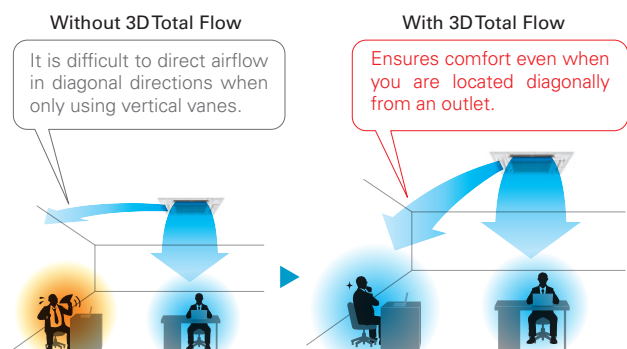 Without 3D Total Flow
It is difficult to direct airflow
in diagonal directions when
only using vertical vanes.
With 3D Total Flow
Ensures comfort even when
you are located diagonally
from an outlet.